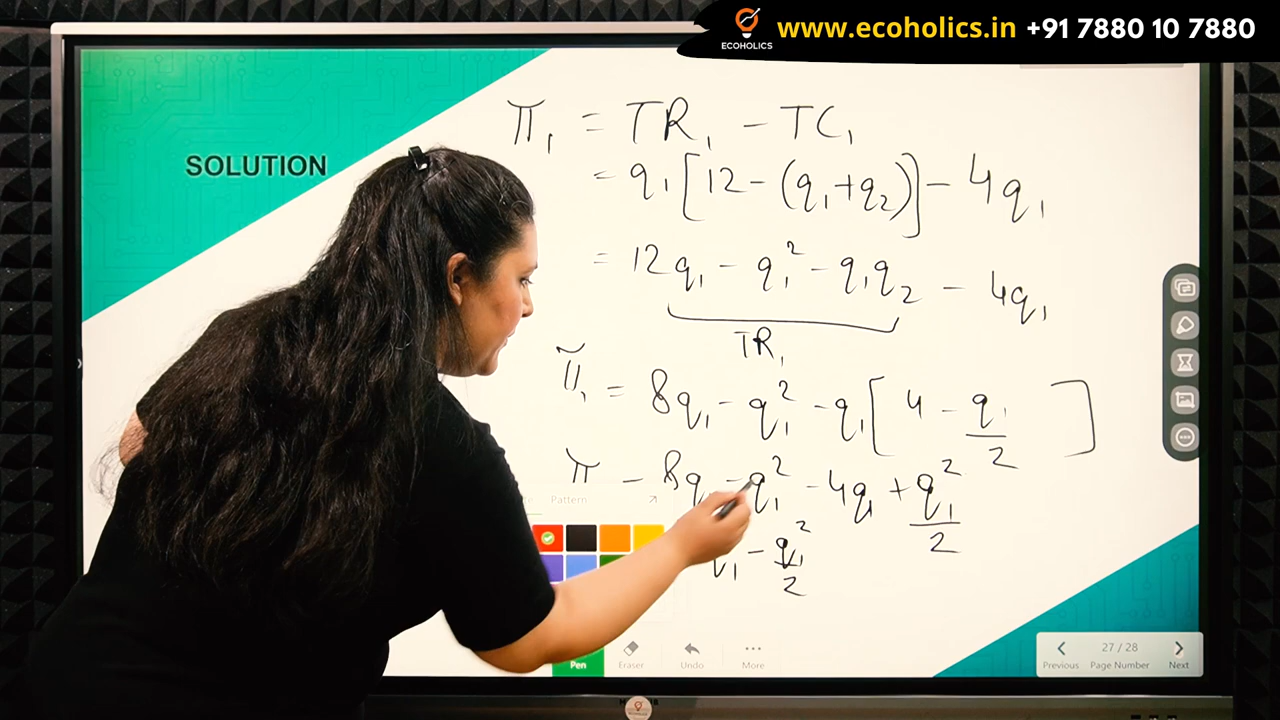 ECOHOLICS
www.ecoholics.in +91 7880 10 7880
SOLUTION
π₁ = TR₁ − TC₁
= q₁[12 − (q₁+q₂)] − 4q₁
= 12q₁ − q₁² − q₁q₂ − 4q₁
TR₁
π₁ = 8q₁ − q₁² − q₁[4 − q₁/2]
π − 8q − q₁² − 4q₁ + q₁²/2
Pattern
q₁ − q₁²/2
Pen
Eraser
Undo
More
27 / 28
Previous
Page Number
Next